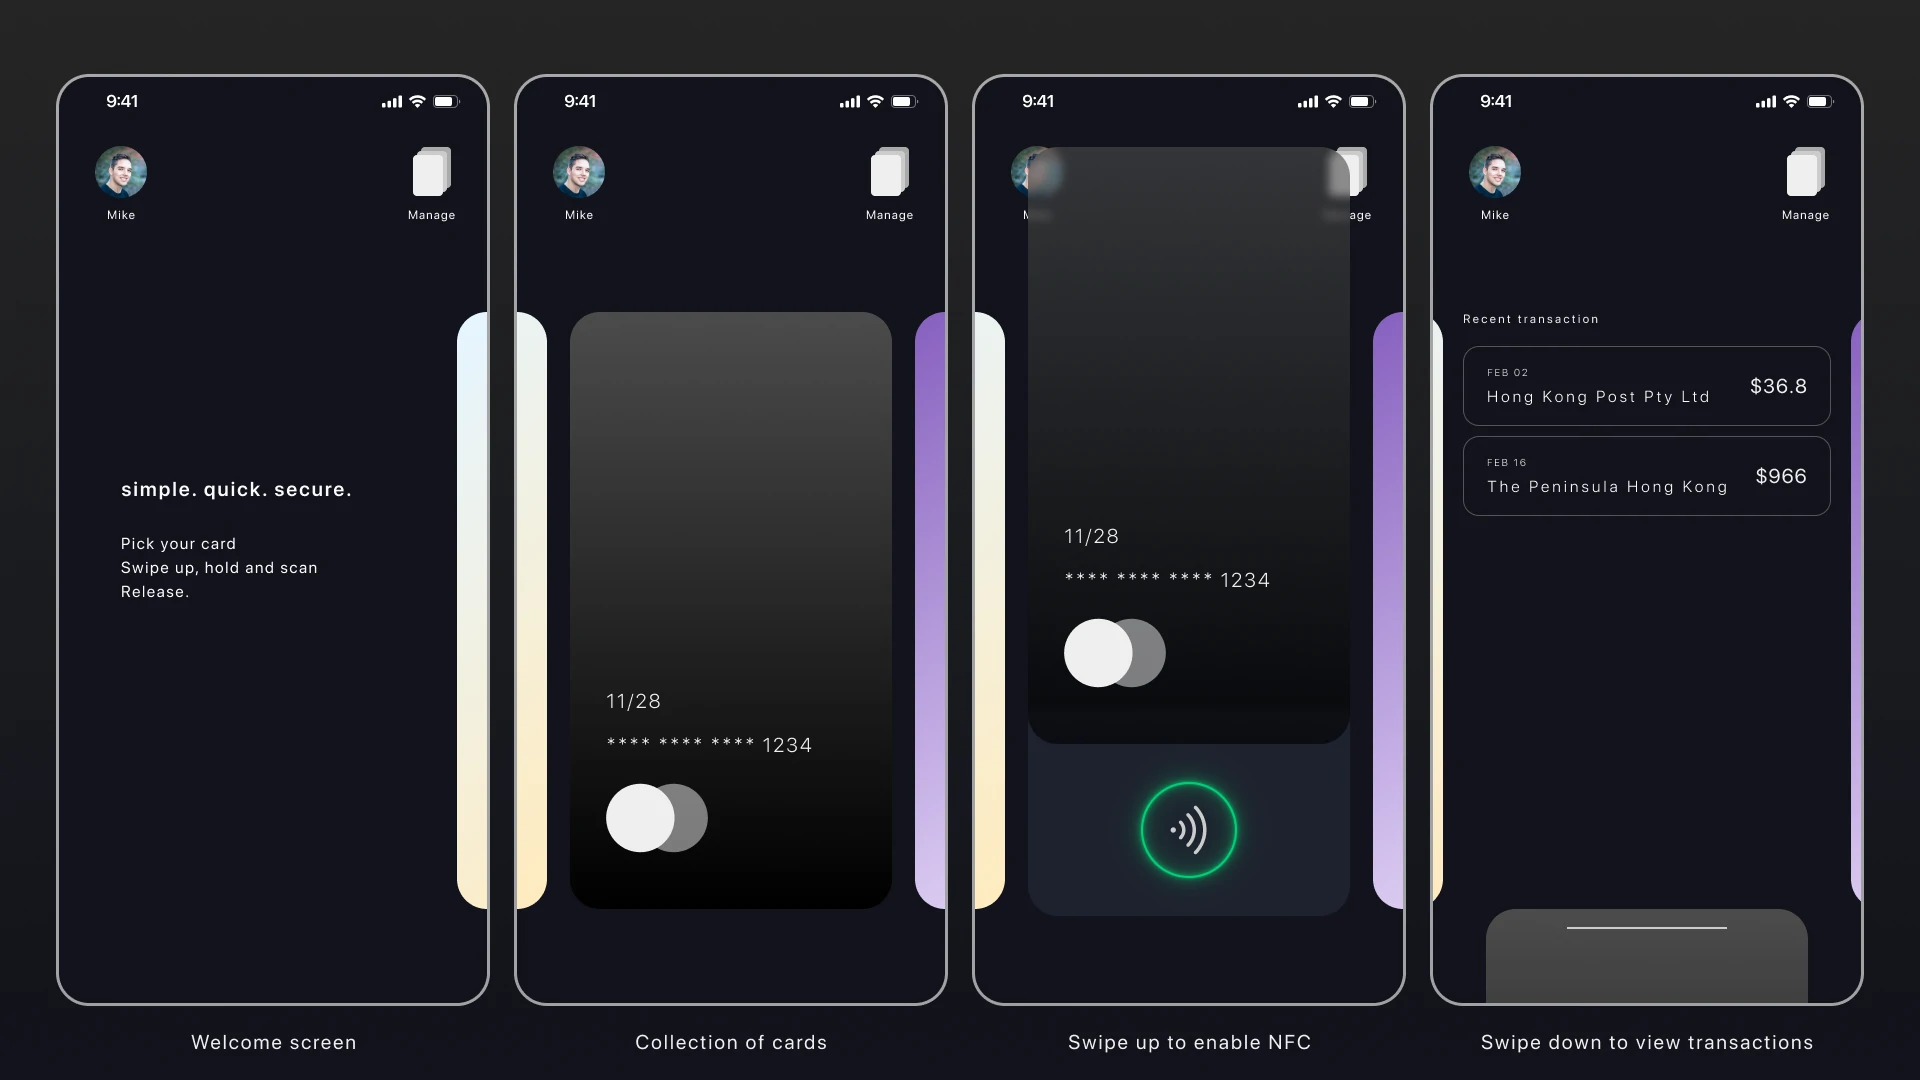 9:41
Mike
Manage
simple. quick. secure.
Pick your card
Swipe up, hold and scan
Release.
Welcome screen
9:41
Mike
Manage
11/28
**** **** **** 1234
Collection of cards
9:41
age
11/28
**** **** **** 1234
Swipe up to enable NFC
9:41
Mike
Manage
Recent transaction
FEB 02
Hong Kong Post Pty Ltd
$36.8
FEB 16
The Peninsula Hong Kong
$966
Swipe down to view transactions